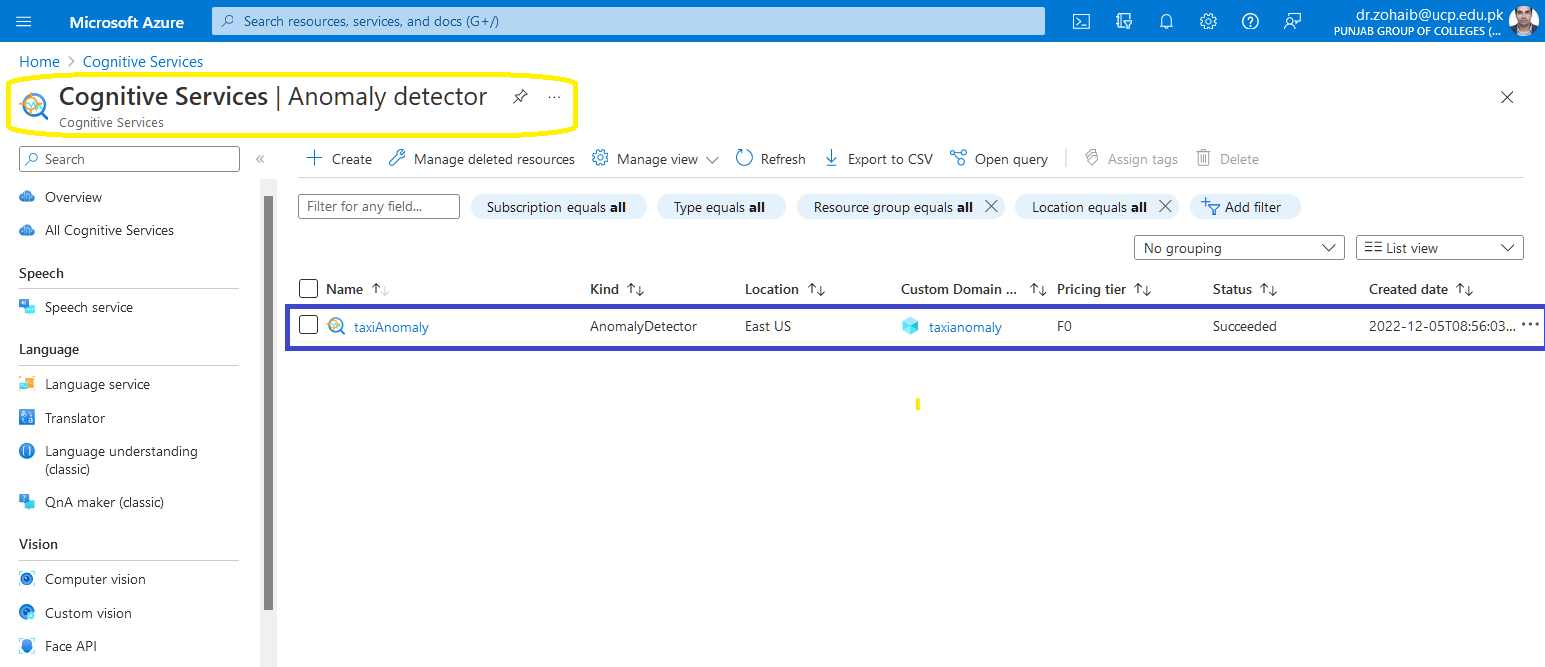 Microsoft Azure
Search resources, services, and docs (G+/)
dr.zohaib@ucp.edu.pk
PUNJAB GROUP OF COLLEGES (...
Home > Cognitive Services
Cognitive Services | Anomaly detector
Cognitive Services
Search
«
Create
Manage deleted resources
Manage view
Refresh
Export to CSV
Open query
Assign tags
Delete
Overview
All Cognitive Services
Speech
Speech service
Language
Language service
Translator
Language understanding
(classic)
QnA maker (classic)
Vision
Computer vision
Custom vision
Face API
Filter for any field...
Subscription equals all
Type equals all
Resource group equals all
Location equals all
Add filter
No grouping
List view
Name
Kind
Location
Custom Domain ...
Pricing tier
Status
Created date
taxiAnomaly
AnomalyDetector
East US
taxianomaly
F0
Succeeded
2022-12-05T08:56:03...